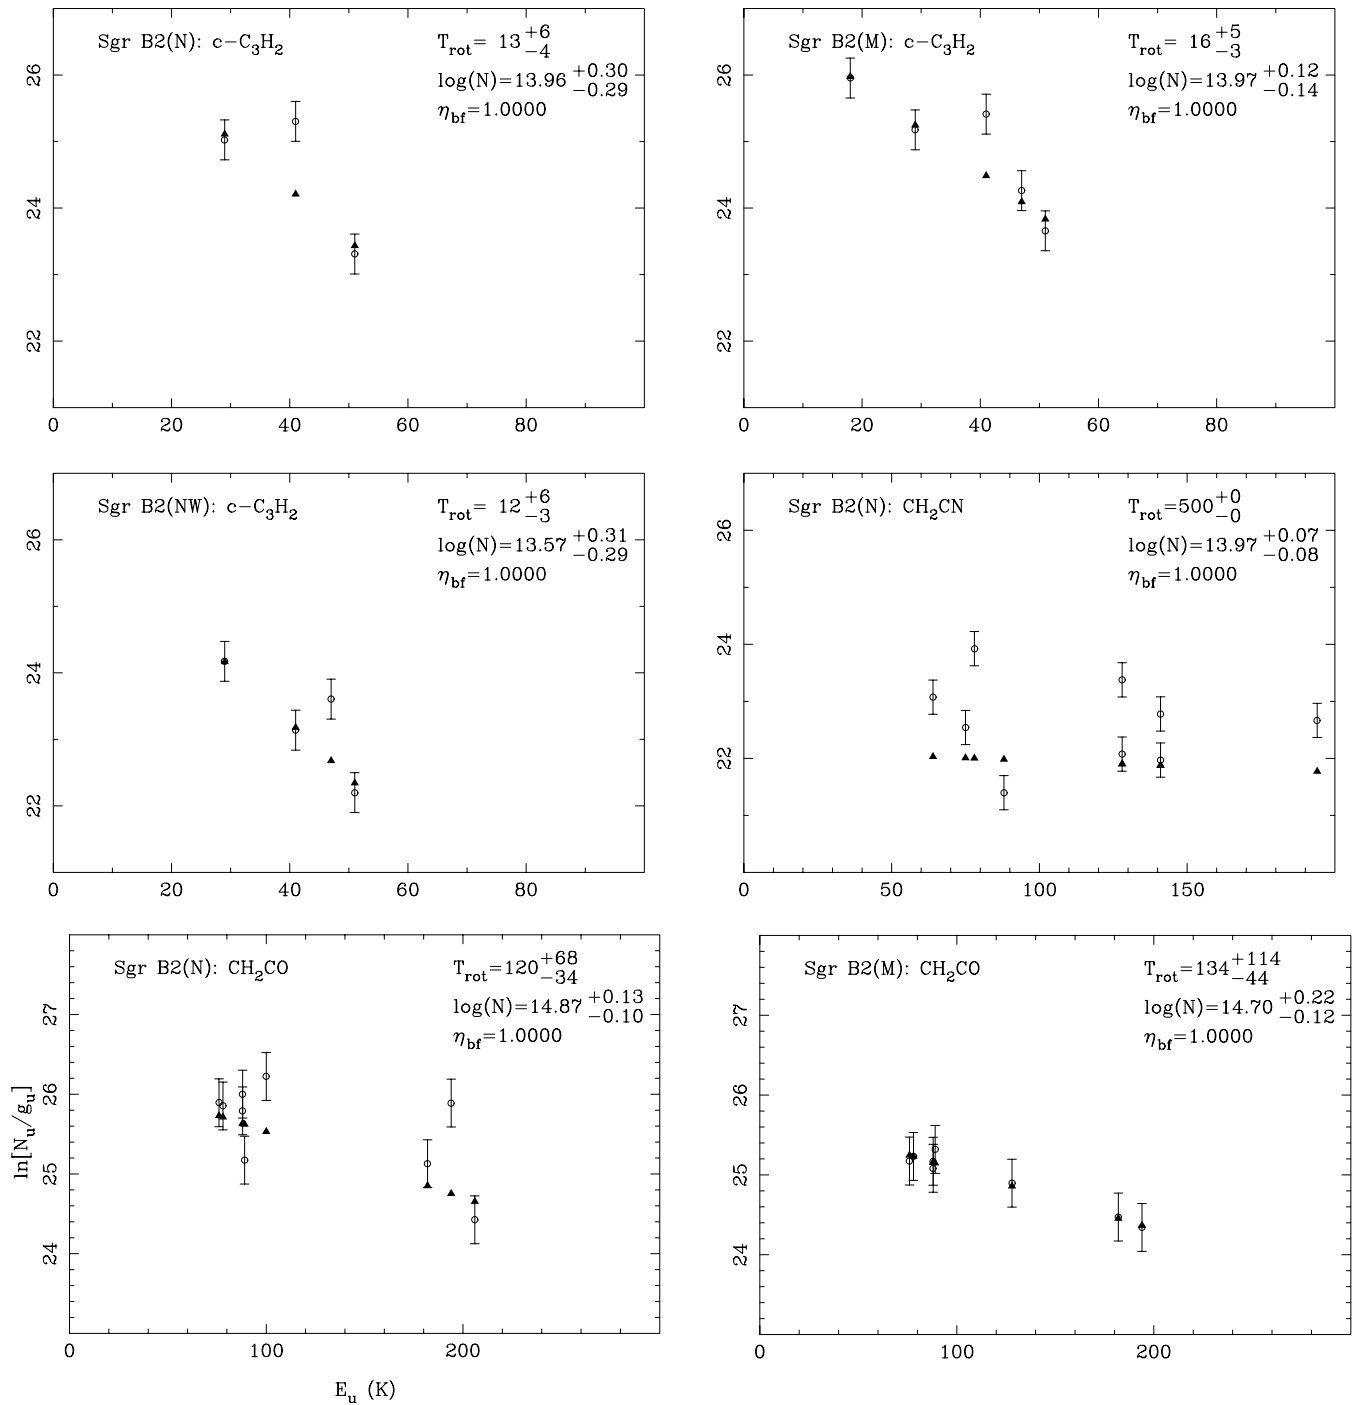 Sgr B2(N): c-C3H2
Trot= 13 +6 -4
log(N)=13.96 +0.30 -0.29
ηbf=1.0000
26
24
22
0 20 40 60 80
Sgr B2(M): c-C3H2
Trot= 16 +5 -3
log(N)=13.97 +0.12 -0.14
ηbf=1.0000
26
24
22
0 20 40 60 80
Sgr B2(NW): c-C3H2
Trot= 12 +6 -3
log(N)=13.57 +0.31 -0.29
ηbf=1.0000
26
24
22
0 20 40 60 80
Sgr B2(N): CH2CN
Trot=500 +0 -0
log(N)=13.97 +0.07 -0.08
ηbf=1.0000
26
24
22
0 50 100 150
Sgr B2(N): CH2CO
Trot=120 +68 -34
log(N)=14.87 +0.13 -0.10
ηbf=1.0000
27
26
25
24
ln[Nu/gu]
0 100 200
Eu (K)
Sgr B2(M): CH2CO
Trot=134 +114 -44
log(N)=14.70 +0.22 -0.12
ηbf=1.0000
27
26
25
24
0 100 200